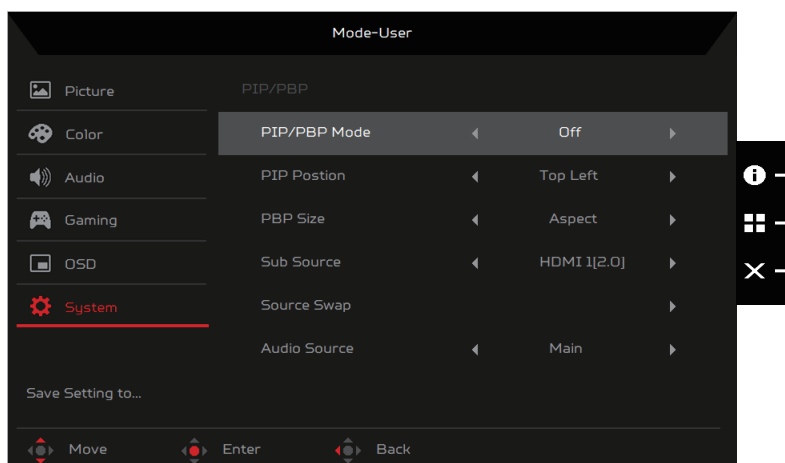 Mode-User
Picture
PIP/PBP
Color
PIP/PBP Mode Off
Audio
PIP Postion Top Left
Gaming
PBP Size Aspect
OSD
Sub Source HDMI 1[2.0]
System
Source Swap
Audio Source Main
Save Setting to...
Move Enter Back